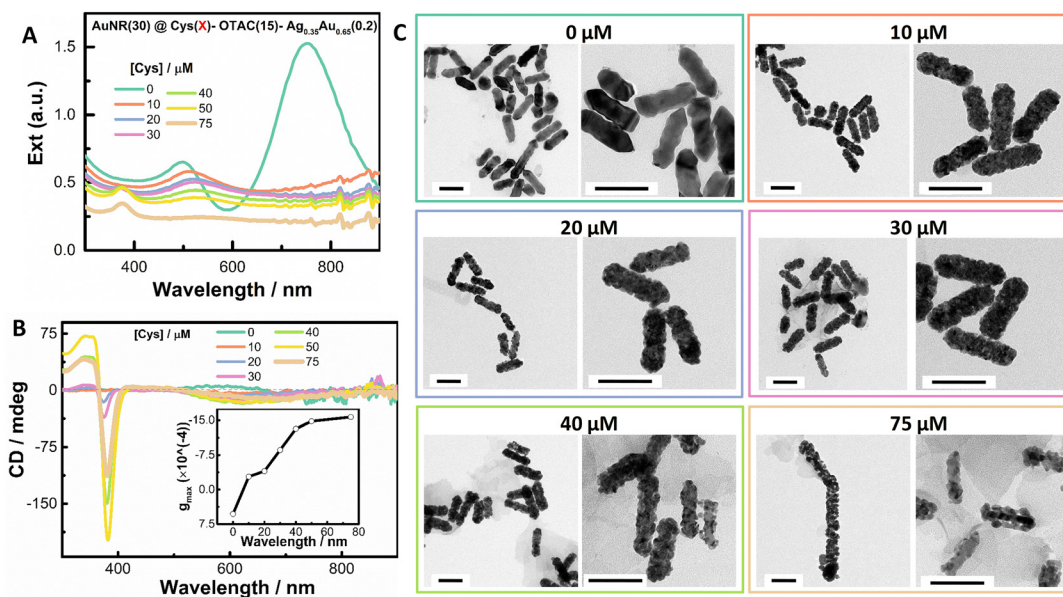 A
AuNR(30) @ Cys(X)- OTAC(15)- Ag0.35Au0.65(0.2)
[Cys] / μM
0
10
20
30
40
50
75
Ext (a.u.)
1.5
1.0
0.5
0.0
400
600
800
Wavelength / nm
B
[Cys] / μM
0
10
20
30
40
50
75
CD / mdeg
75
0
-75
-150
gmax (×10^(-4))
-15.0
-7.5
0.0
7.5
0
20
40
60
80
Wavelength / nm
400
600
800
Wavelength / nm
C
0 μM
10 μM
20 μM
30 μM
40 μM
75 μM